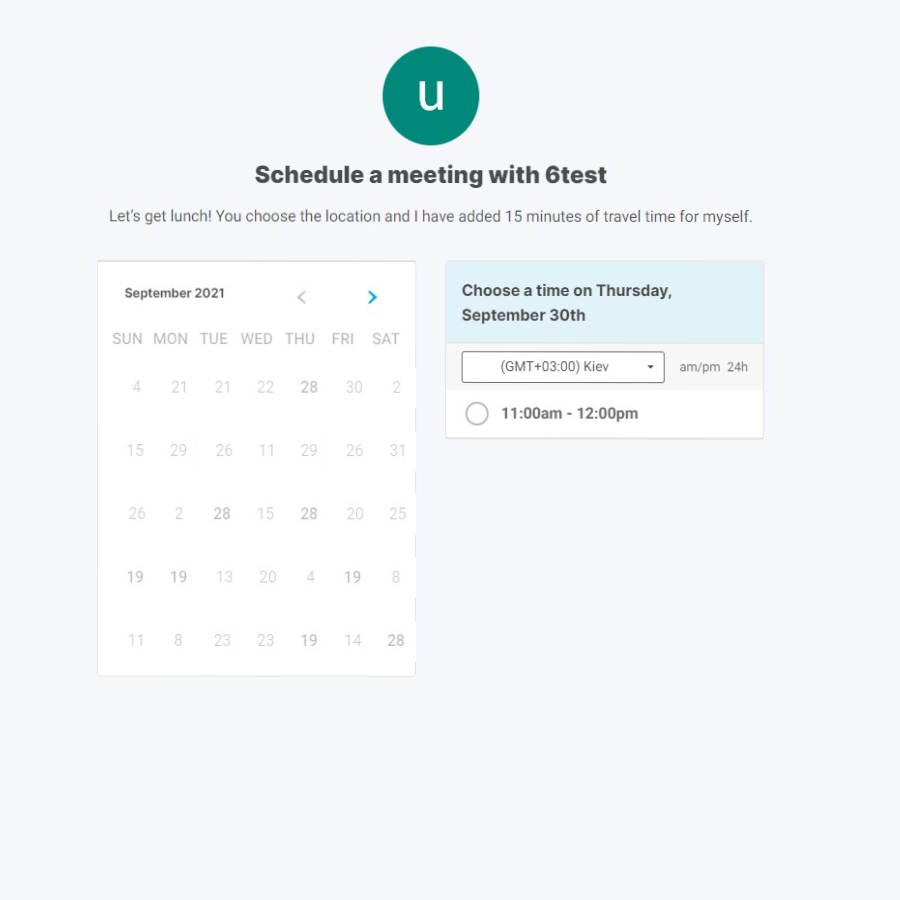 u
Schedule a meeting with 6test
Let’s get lunch! You choose the location and I have added 15 minutes of travel time for myself.
September 2021
SUN MON TUE WED THU FRI SAT
4 21 21 22 28 30 2
15 29 26 11 29 26 31
26 2 28 15 28 20 25
19 19 13 20 4 19 8
11 8 23 23 19 14 28
Choose a time on Thursday,
September 30th
(GMT+03:00) Kiev am/pm 24h
11:00am - 12:00pm